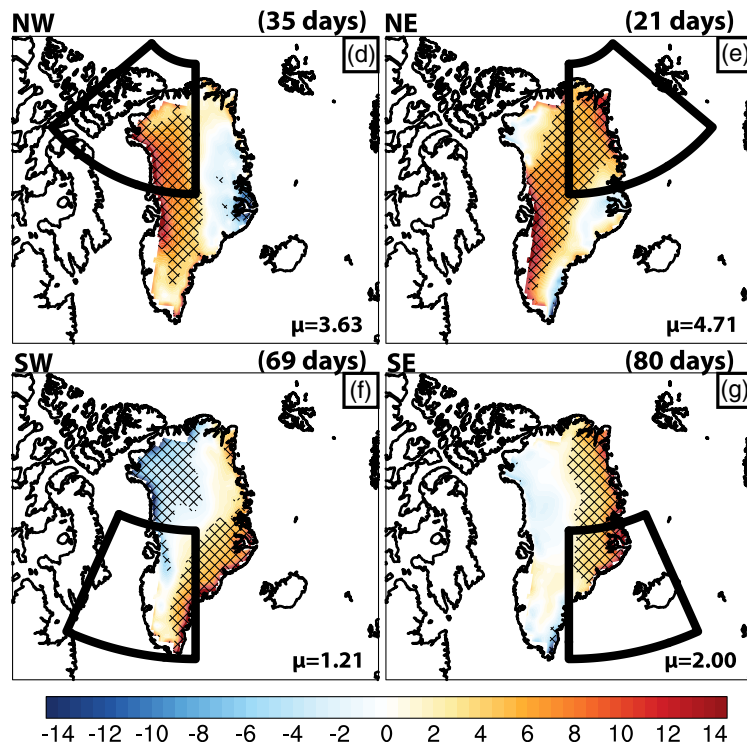 NW (35 days) NE (21 days)
(d) (e)
μ=3.63 μ=4.71
SW (69 days) SE (80 days)
(f) (g)
μ=1.21 μ=2.00
-14 -12 -10 -8 -6 -4 -2 0 2 4 6 8 10 12 14